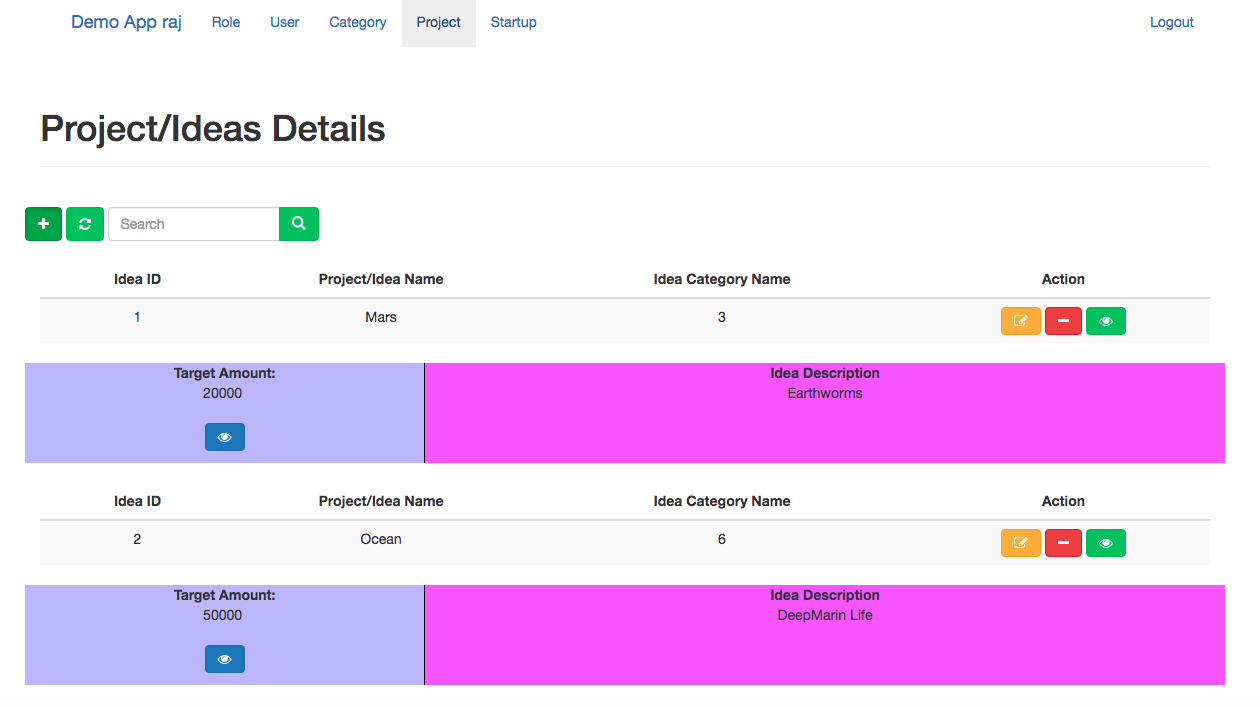 Demo App raj Role User Category Project Startup Logout
Project/Ideas Details
Search
Idea ID Project/Idea Name Idea Category Name Action
1 Mars 3
Target Amount: Idea Description
20000 Earthworms
Idea ID Project/Idea Name Idea Category Name Action
2 Ocean 6
Target Amount: Idea Description
50000 DeepMarin Life